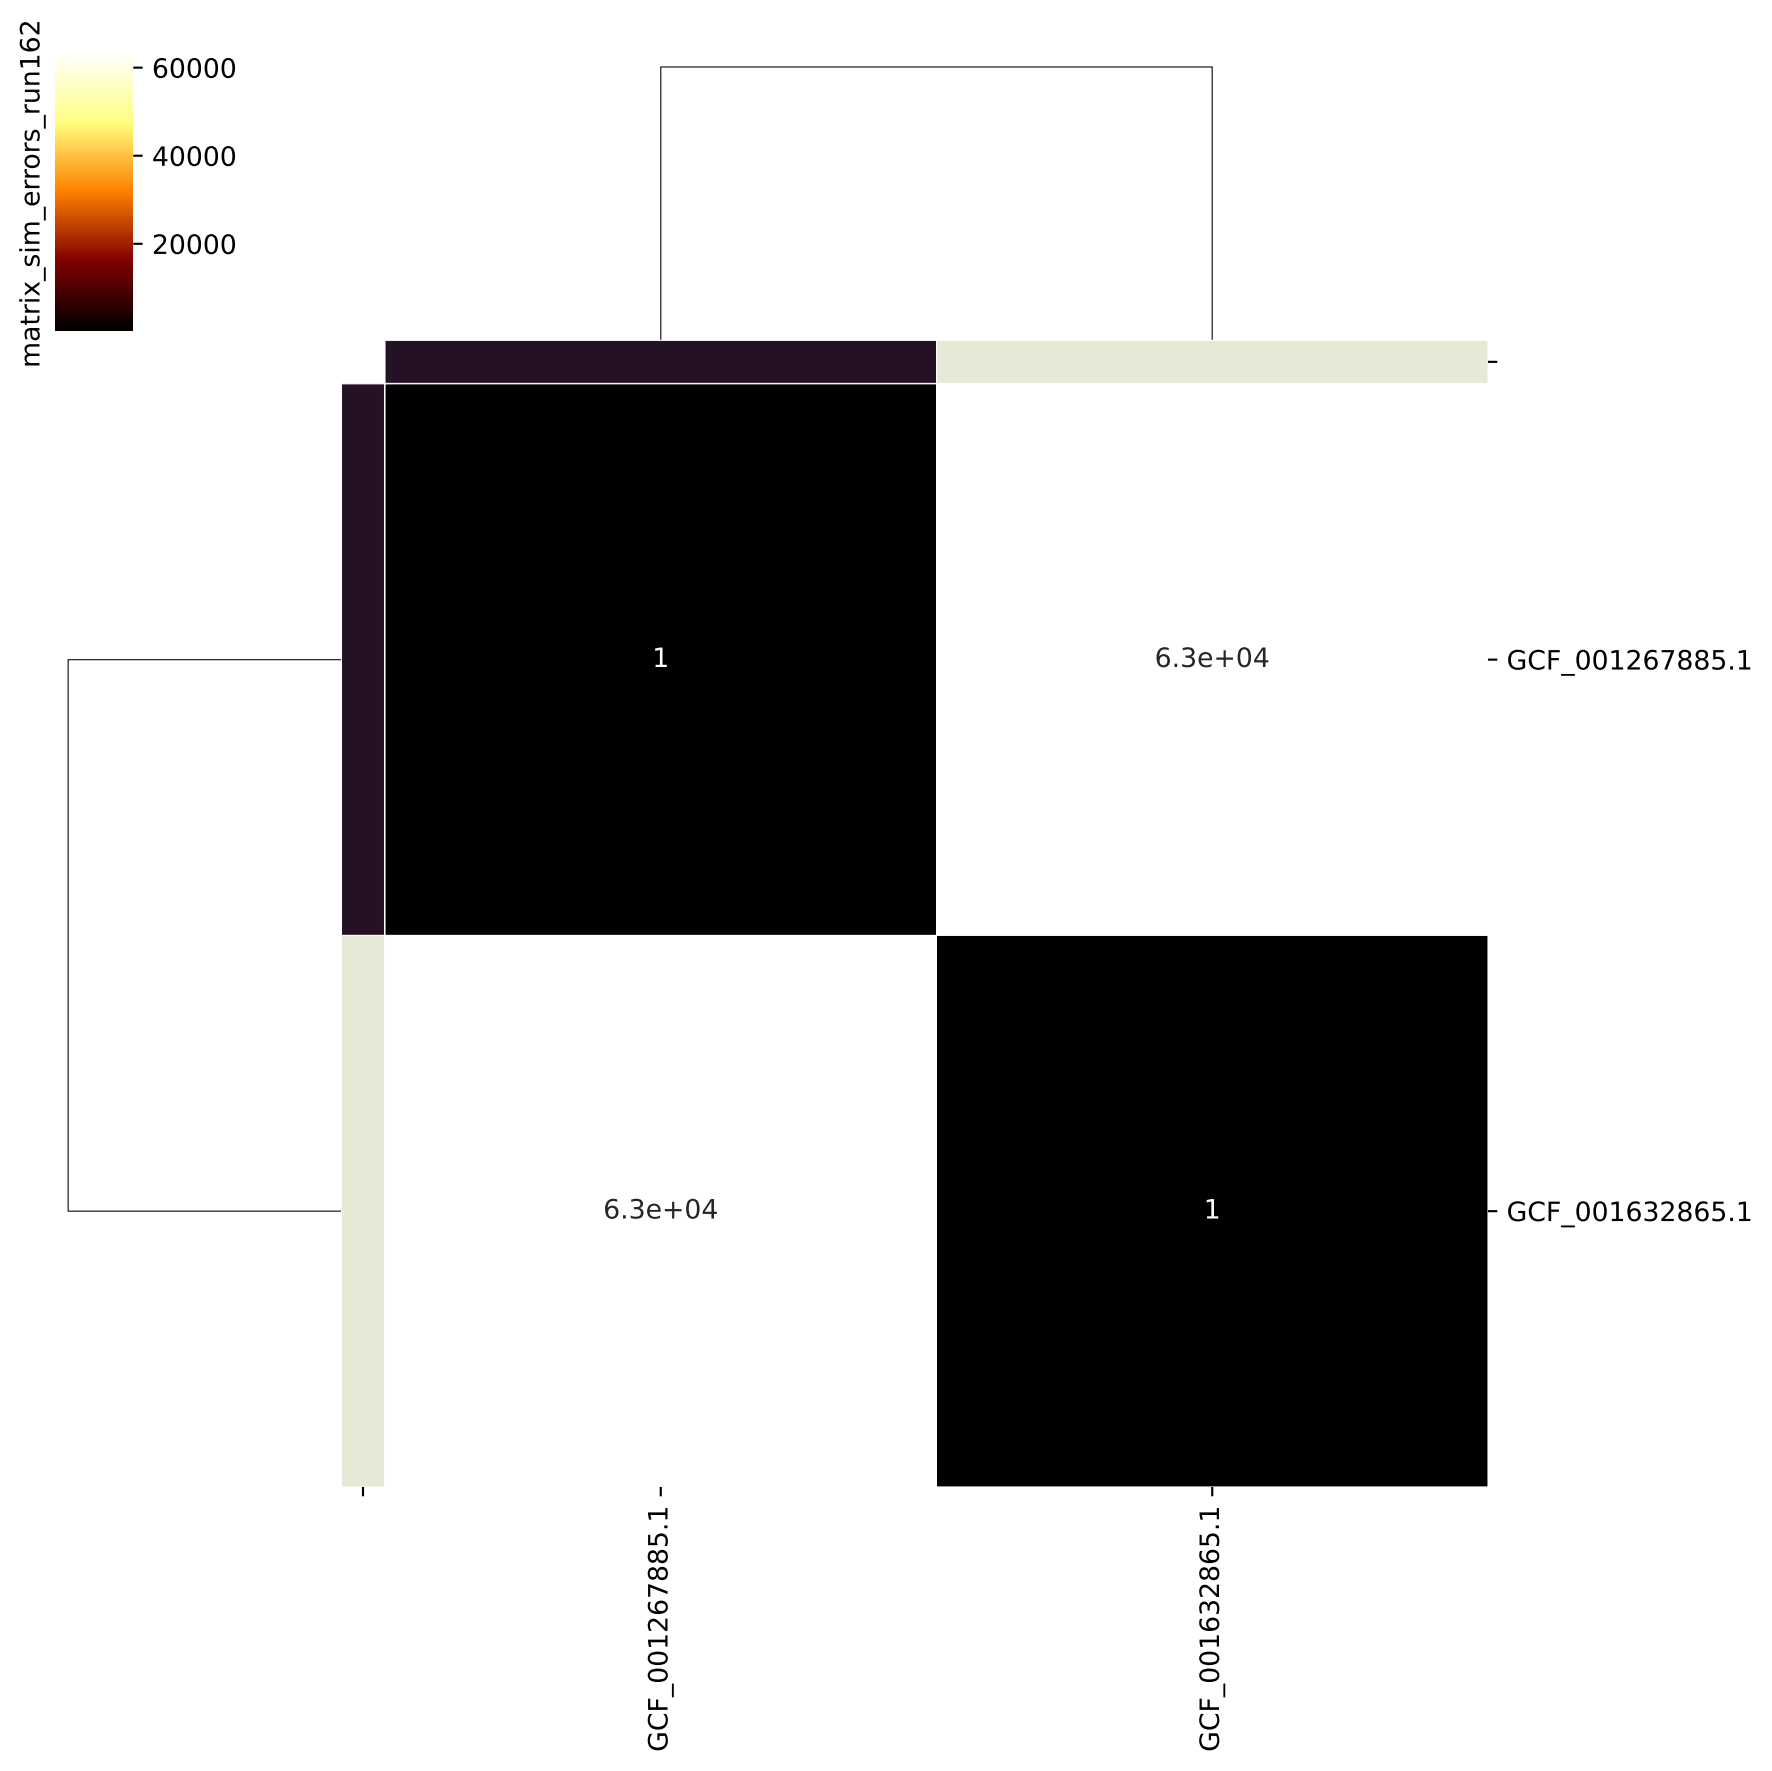 matrix_sim_errors_run162
60000
40000
20000
1
6.3e+04
GCF_001267885.1
6.3e+04
1
GCF_001632865.1
GCF_001267885.1
GCF_001632865.1